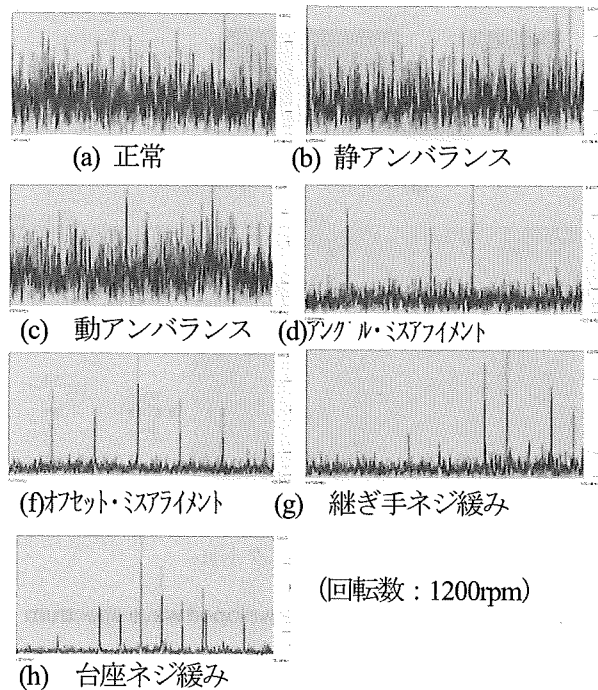 (a) 正常
(b) 静アンバランス
(c) 動アンバランス
(d)アングル・ミスアフイメント
(f)オフセット・ミスアライメント
(g) 継ぎ手ネジ緩み
(回転数：1200rpm)
(h) 台座ネジ緩み